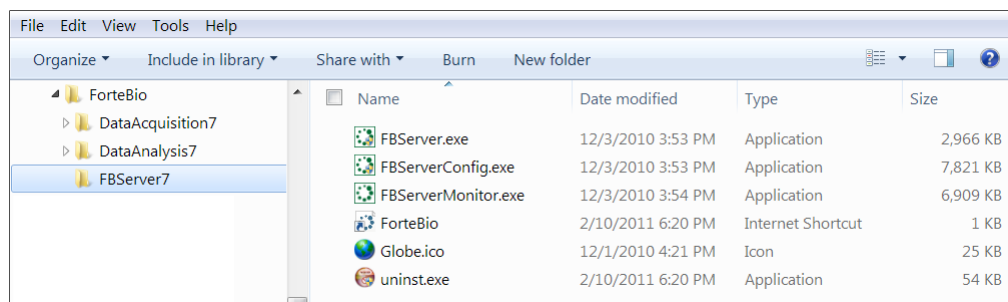 File Edit View Tools Help
Organize Include in library Share with Burn New folder
ForteBio
DataAcquisition7
DataAnalysis7
FBServer7
Name Date modified Type Size
FBServer.exe 12/3/2010 3:53 PM Application 2,966 KB
FBServerConfig.exe 12/3/2010 3:53 PM Application 7,821 KB
FBServerMonitor.exe 12/3/2010 3:54 PM Application 6,909 KB
ForteBio 2/10/2011 6:20 PM Internet Shortcut 1 KB
Globe.ico 12/1/2010 4:21 PM Icon 25 KB
uninst.exe 2/10/2011 6:20 PM Application 54 KB